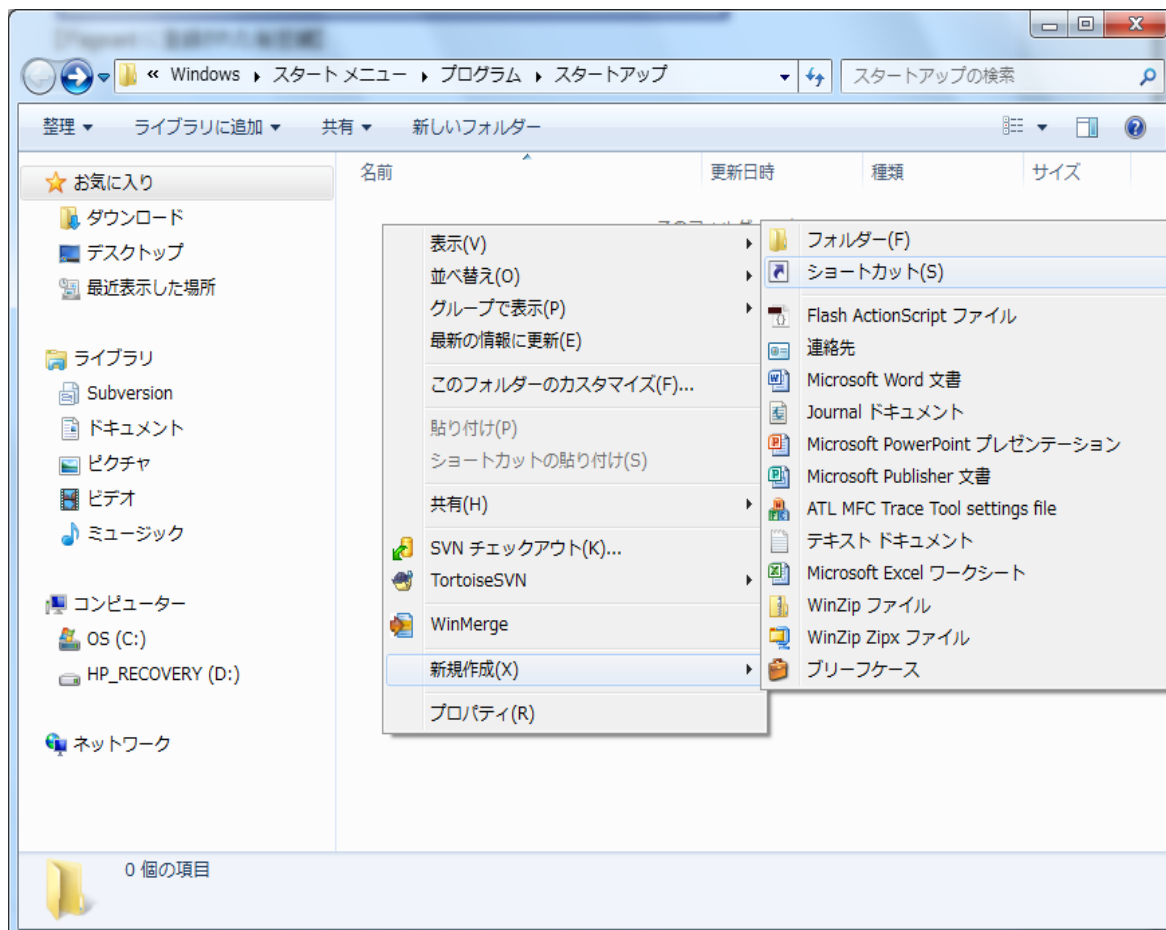 « Windows ▸ スタート メニュー ▸ プログラム ▸ スタートアップ
スタートアップの検索
整理 ライブラリに追加 共有 新しいフォルダー
名前 更新日時 種類 サイズ
お気に入り
ダウンロード
デスクトップ
最近表示した場所
ライブラリ
Subversion
ドキュメント
ピクチャ
ビデオ
ミュージック
コンピューター
OS (C:)
HP_RECOVERY (D:)
ネットワーク
表示(V)
並べ替え(O)
グループで表示(P)
最新の情報に更新(E)
このフォルダーのカスタマイズ(F)...
貼り付け(P)
ショートカットの貼り付け(S)
共有(H)
SVN チェックアウト(K)...
TortoiseSVN
WinMerge
新規作成(X)
プロパティ(R)
フォルダー(F)
ショートカット(S)
Flash ActionScript ファイル
連絡先
Microsoft Word 文書
Journal ドキュメント
Microsoft PowerPoint プレゼンテーション
Microsoft Publisher 文書
ATL MFC Trace Tool settings file
テキスト ドキュメント
Microsoft Excel ワークシート
WinZip ファイル
WinZip Zipx ファイル
ブリーフケース
0 個の項目